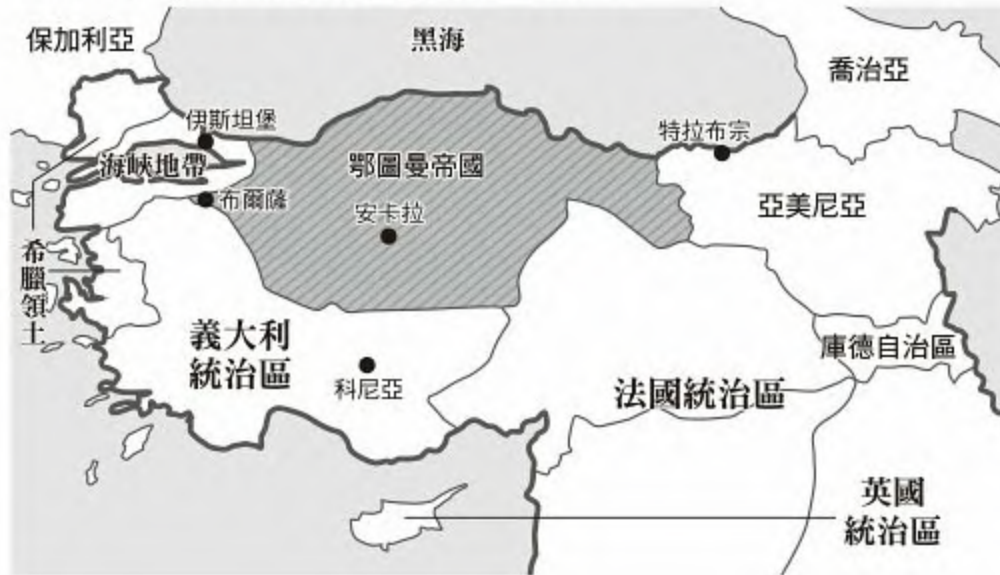 保加利亞
黑海
喬治亞
伊斯坦堡
特拉布宗
海峽地帶
鄂圖曼帝國
布爾薩
安卡拉
亞美尼亞
希臘領土
義大利
統治區
庫德自治區
科尼亞
法國統治區
英國
統治區